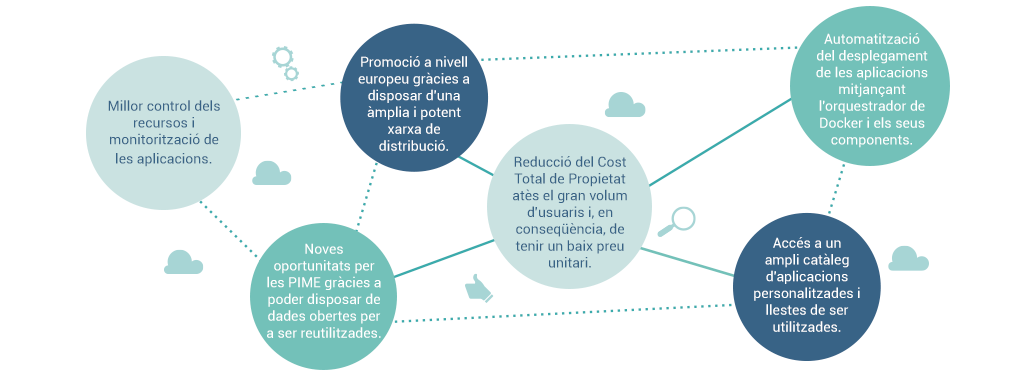 Millor control dels
recursos i
monitorització de
les aplicacions.
Promoció a nivell
europeu gràcies a
disposar d'una
àmplia i potent
xarxa de
distribució.
Automatització
del desplegament
de les aplicacions
mitjançant
l'orquestrador de
Docker i els seus
components.
Reducció del Cost
Total de Propietat
atès el gran volum
d'usuaris i, en
conseqüència, de
tenir un baix preu
unitari.
Noves
oportunitats per
les PIME gràcies a
poder disposar de
dades obertes per
a ser reutilitzades.
Accés a un
ampli catàleg
d'aplicacions
personalitzades i
llestes de ser
utilitzades.